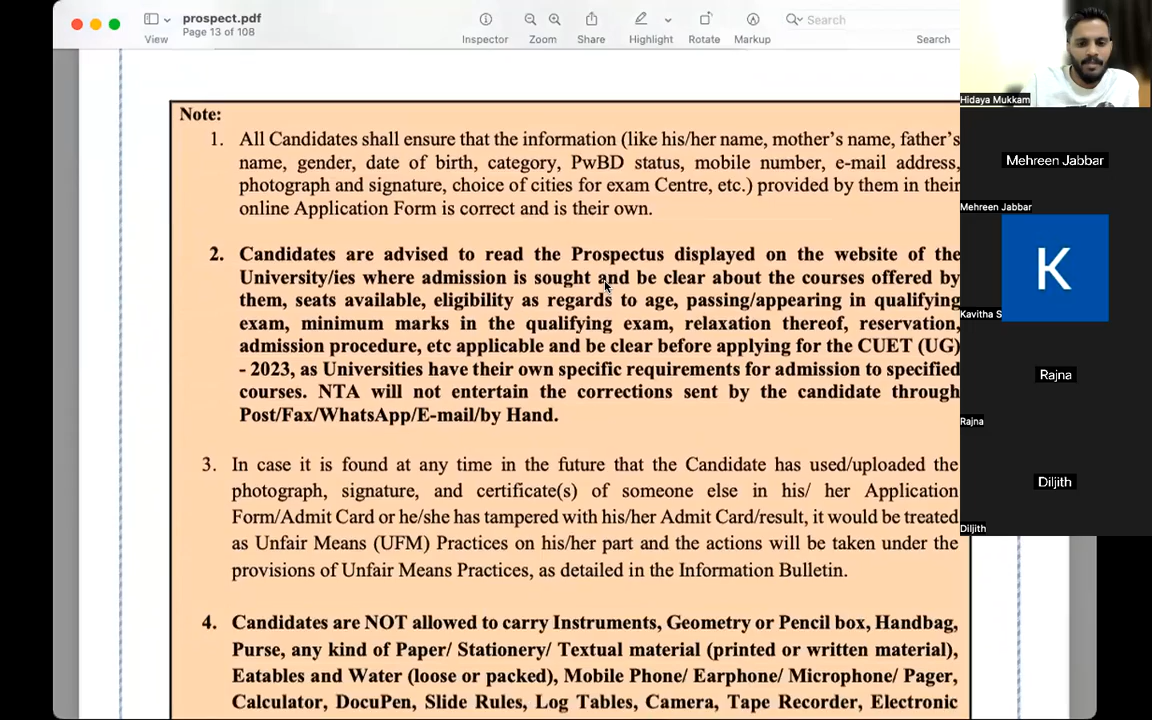 prospect.pdf
Page 13 of 108
View
Inspector
Zoom
Share
Highlight
Rotate
Markup
Search
Search
Note:
1. All Candidates shall ensure that the information (like his/her name, mother’s name, father’s
name, gender, date of birth, category, PwBD status, mobile number, e-mail address,
photograph and signature, choice of cities for exam Centre, etc.) provided by them in their
online Application Form is correct and is their own.
2. Candidates are advised to read the Prospectus displayed on the website of the
University/ies where admission is sought and be clear about the courses offered by
them, seats available, eligibility as regards to age, passing/appearing in qualifying
exam, minimum marks in the qualifying exam, relaxation thereof, reservation,
admission procedure, etc applicable and be clear before applying for the CUET (UG)
- 2023, as Universities have their own specific requirements for admission to specified
courses. NTA will not entertain the corrections sent by the candidate through
Post/Fax/WhatsApp/E-mail/by Hand.
3. In case it is found at any time in the future that the Candidate has used/uploaded the
photograph, signature, and certificate(s) of someone else in his/ her Application
Form/Admit Card or he/she has tampered with his/her Admit Card/result, it would be treated
as Unfair Means (UFM) Practices on his/her part and the actions will be taken under the
provisions of Unfair Means Practices, as detailed in the Information Bulletin.
4. Candidates are NOT allowed to carry Instruments, Geometry or Pencil box, Handbag,
Purse, any kind of Paper/ Stationery/ Textual material (printed or written material),
Eatables and Water (loose or packed), Mobile Phone/ Earphone/ Microphone/ Pager,
Calculator, DocuPen, Slide Rules, Log Tables, Camera, Tape Recorder, Electronic
Hidaya Mukkam
Mehreen Jabbar
Mehreen Jabbar
K
Kavitha S
Rajna
Rajna
Diljith
Diljith